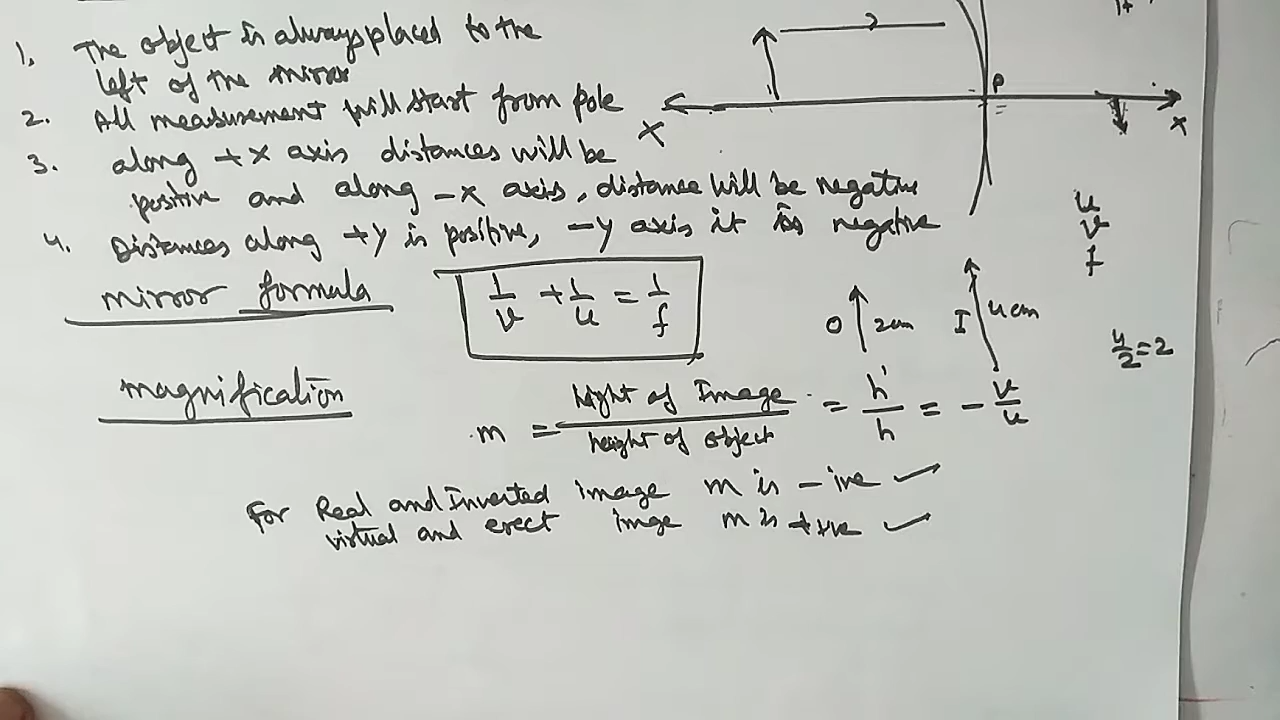 1. The object is always placed to the
left of the mirror
2. All measurement will start from pole
3. along +x axis distances will be
positive and along -x axis, distance will be negative
4. Distances along +y is positive, -y axis it is negative
P
X X
u
v
f
mirror formula 1/v + 1/u = 1/f
O 2cm I 4cm
4/2 = 2
magnification
m = hight of Image / height of object = h'/h = - v/u
For Real and Inverted image m is -ive
virtual and erect imge m is +ve